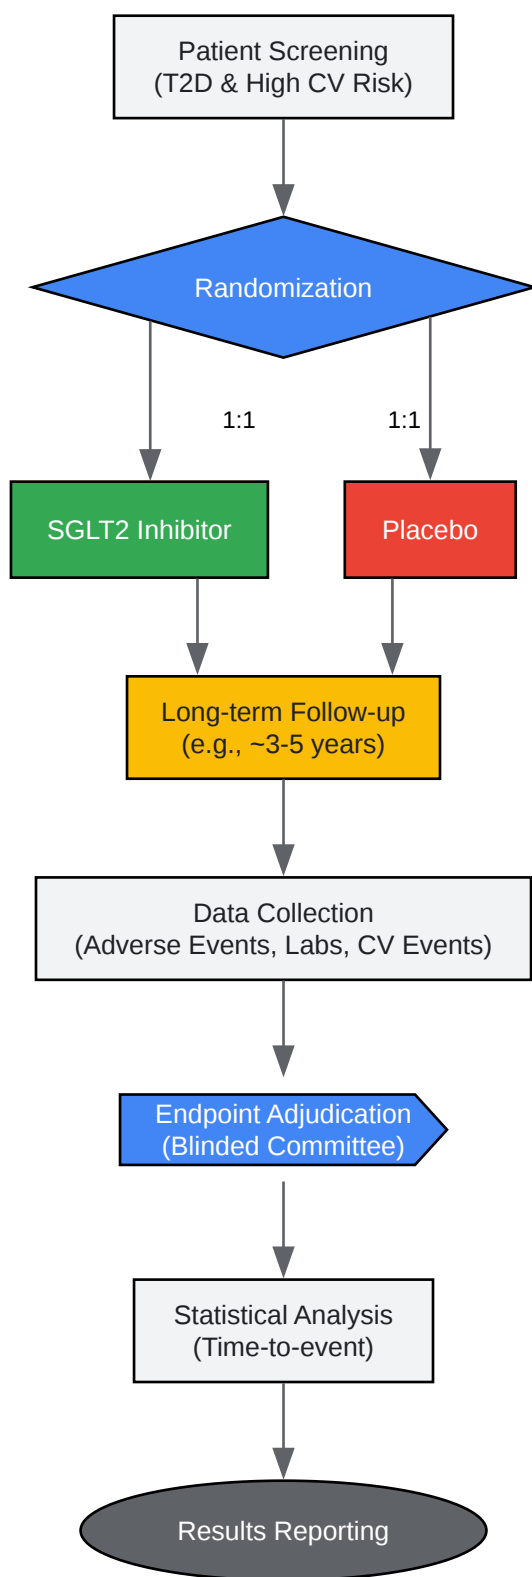 Patient Screening
(T2D & High CV Risk)
Randomization
1:1
1:1
SGLT2 Inhibitor
Placebo
Long-term Follow-up
(e.g., ~3-5 years)
Data Collection
(Adverse Events, Labs, CV Events)
Endpoint Adjudication
(Blinded Committee)
Statistical Analysis
(Time-to-event)
Results Reporting